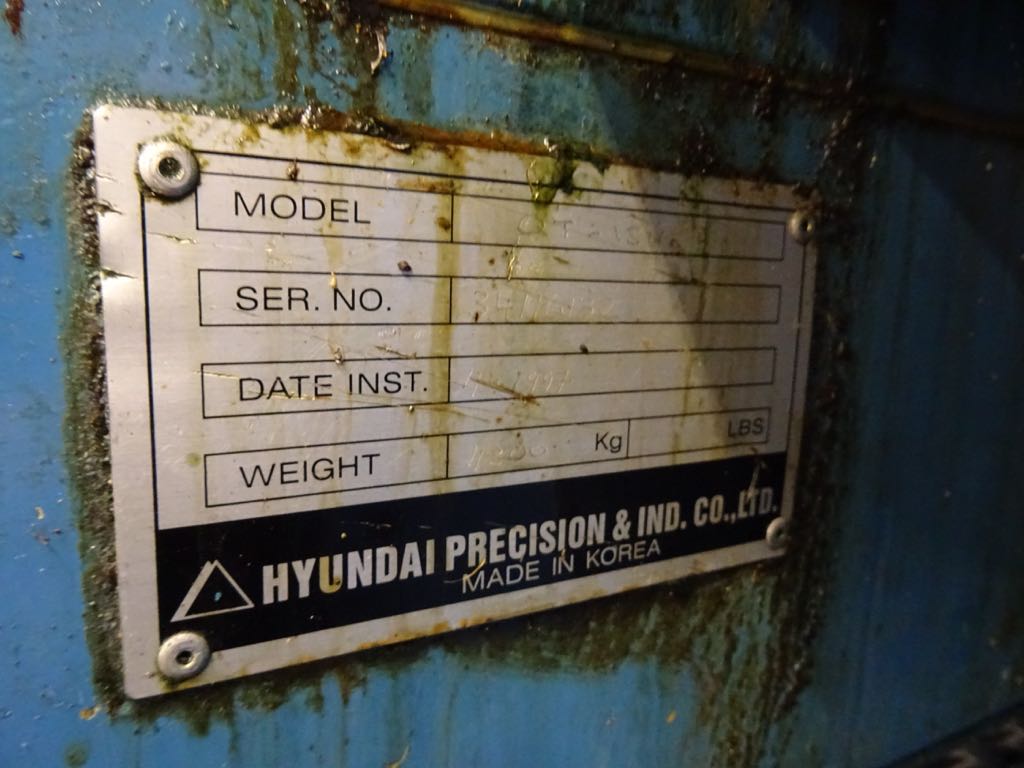 MODEL
SER. NO.
DATE INST.
WEIGHT Kg LBS
HYUNDAI PRECISION & IND. CO.,LTD.
MADE IN KOREA